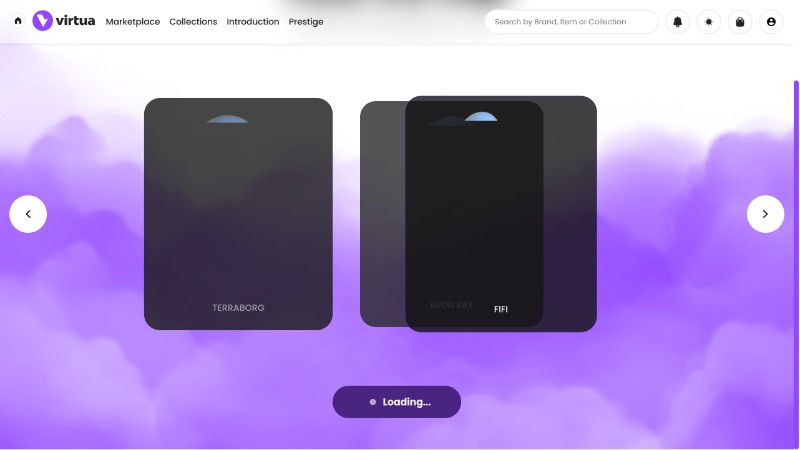 virtua
Marketplace
Collections
Introduction
Prestige
Search by Brand, Item or Collection
TERRABORG
NEON RAY
FIFI
Loading...